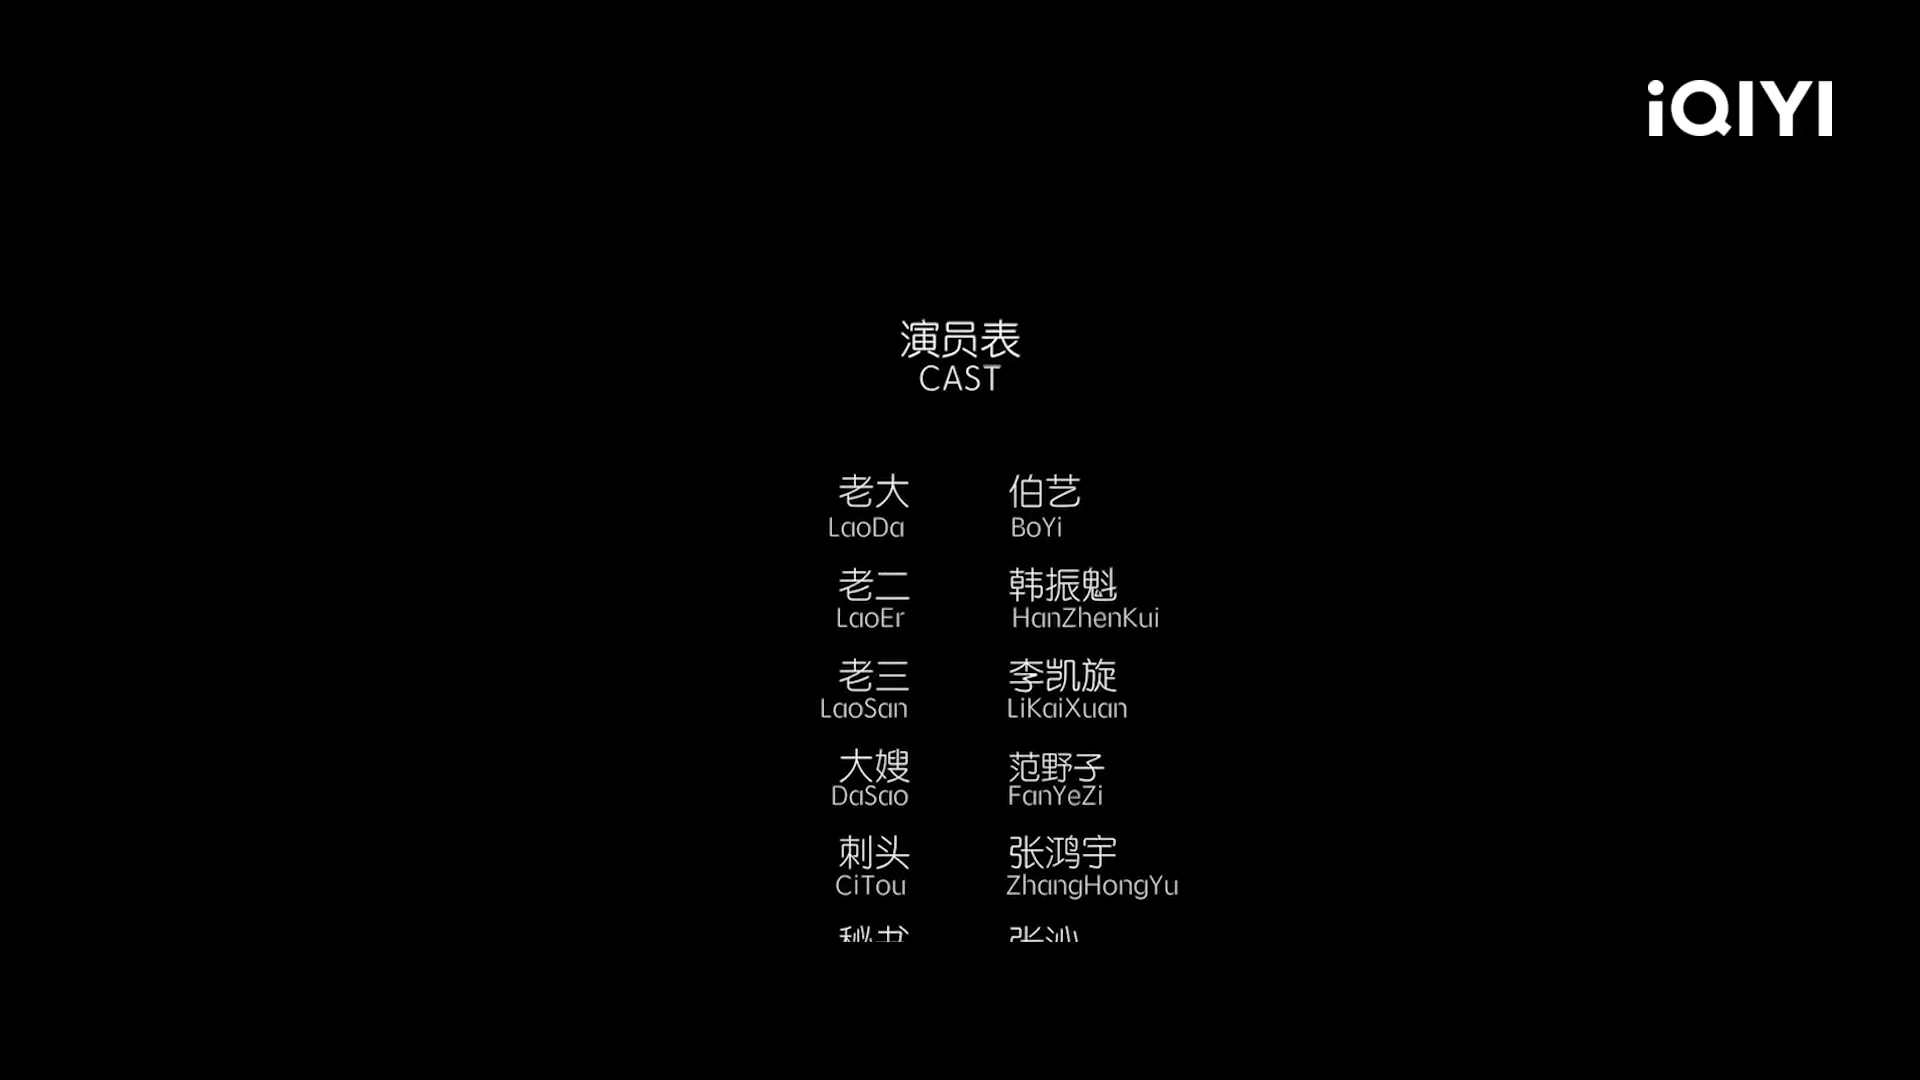 iQIYI
演员表
CAST
老大 伯艺
LaoDa BoYi
老二 韩振魁
LaoEr HanZhenKui
老三 李凯旋
LaoSan LiKaiXuan
大嫂 范野子
DaSao FanYeZi
刺头 张鸿宇
CiTou ZhangHongYu